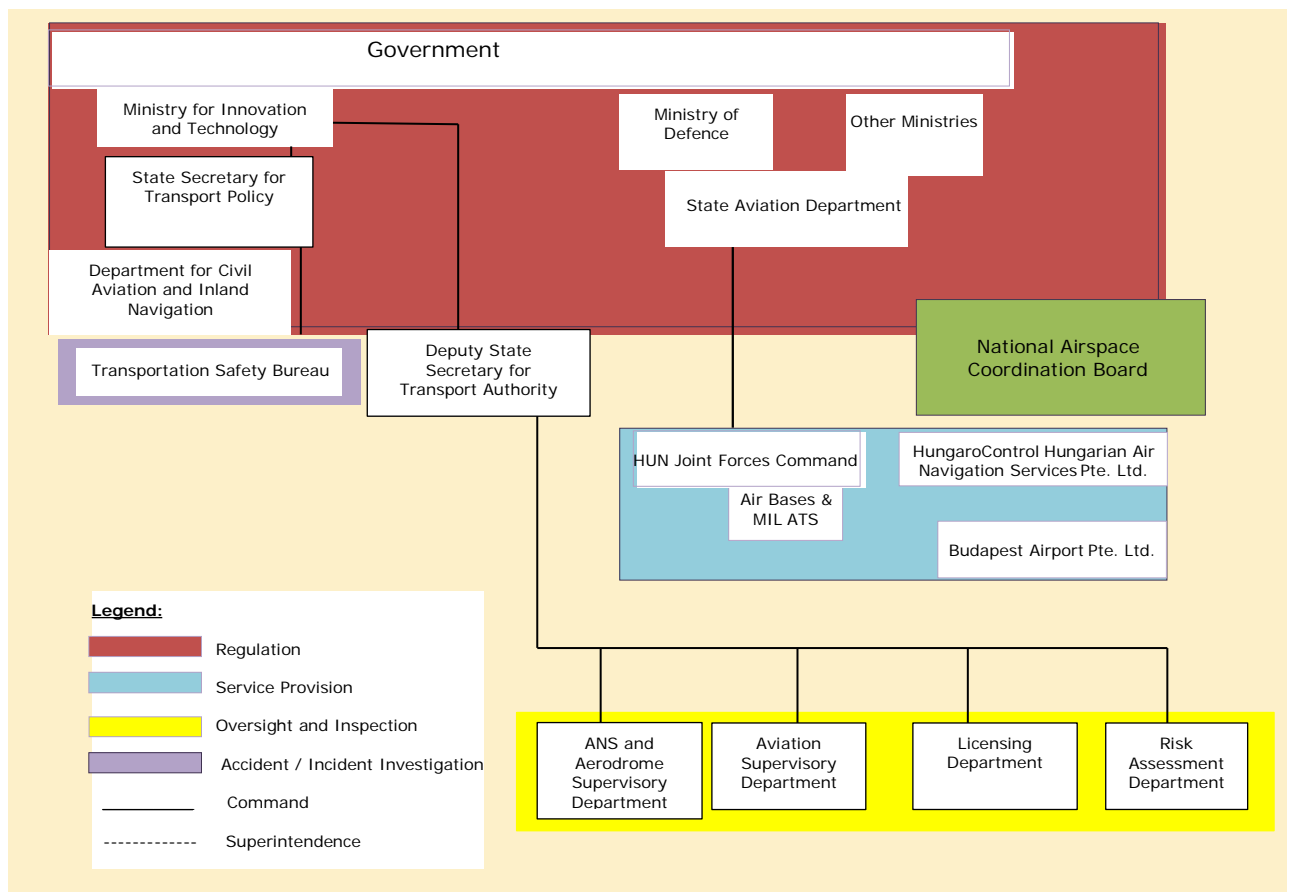 Government
Ministry for Innovation
and Technology
Ministry of
Defence
Other Ministries
State Secretary for
Transport Policy
State Aviation Department
Department for Civil
Aviation and Inland
Navigation
National Airspace
Coordination Board
Transportation Safety Bureau
Deputy State
Secretary for
Transport Authority
HUN Joint Forces Command
HungaroControl Hungarian Air
Navigation Services Pte. Ltd.
Air Bases &
MIL ATS
Budapest Airport Pte. Ltd.
Legend:
Regulation
Service Provision
Oversight and Inspection
Accident / Incident Investigation
Command
Superintendence
ANS and
Aerodrome
Supervisory
Department
Aviation
Supervisory
Department
Licensing
Department
Risk
Assessment
Department